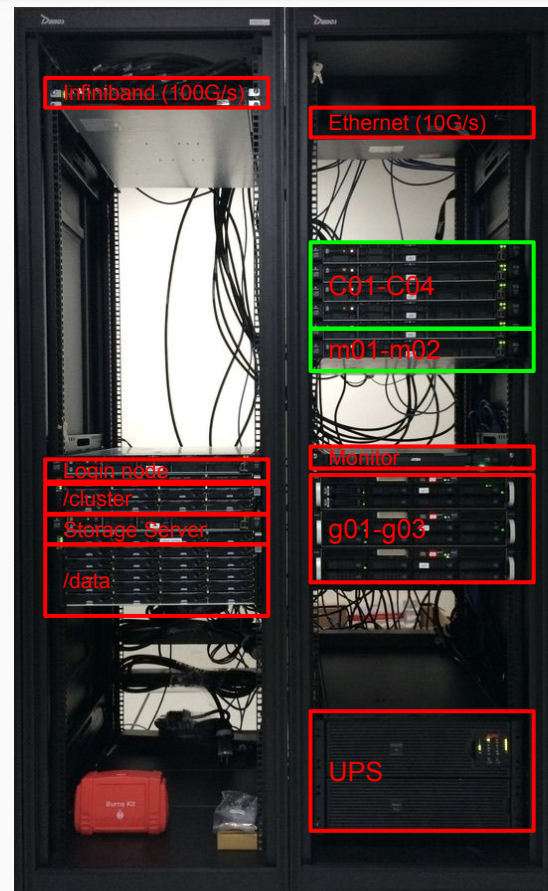 Infiniband (100G/s)
Login node
/cluster
Storage Server
/data
Burns Kit
Ethernet (10G/s)
C01-C04
m01-m02
Monitor
g01-g03
UPS